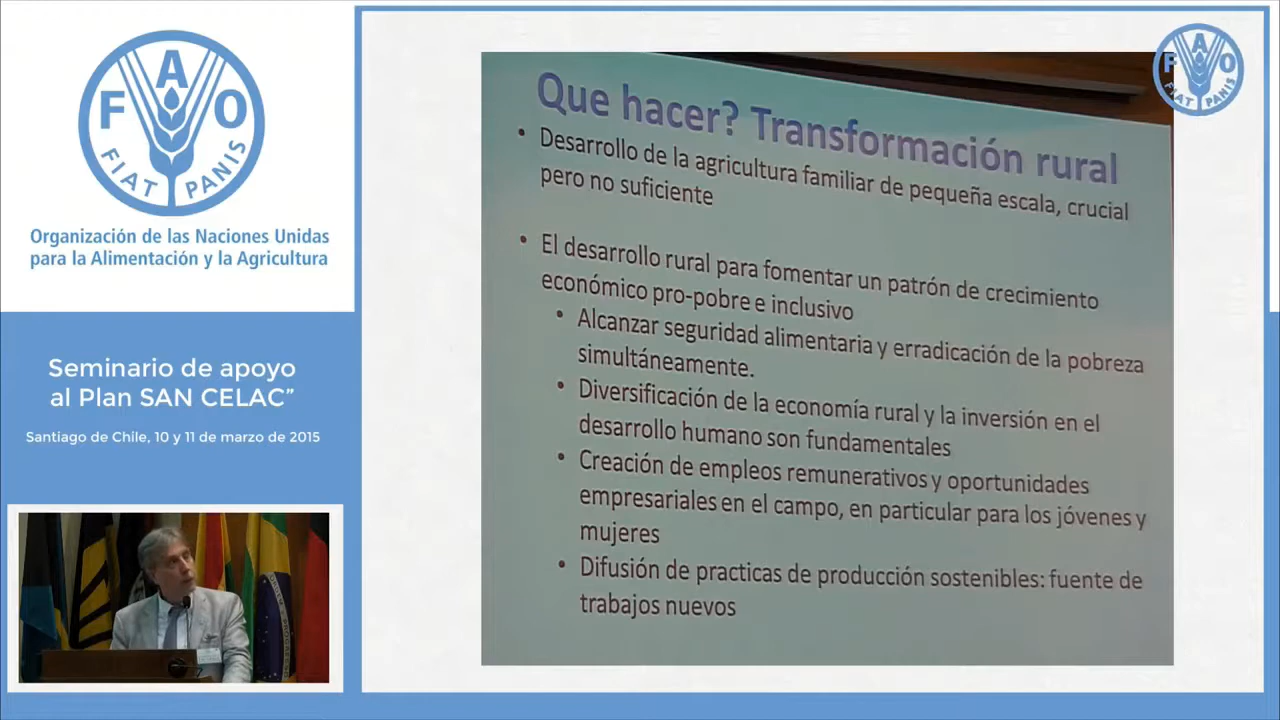 FAO
FIAT PANIS
Organización de las Naciones Unidas
para la Alimentación y la Agricultura
Seminario de apoyo
al Plan SAN CELAC”
Santiago de Chile, 10 y 11 de marzo de 2015
FAO
FIAT PANIS
Que hacer? Transformación rural
• Desarrollo de la agricultura familiar de pequeña escala, crucial
pero no suficiente
• El desarrollo rural para fomentar un patrón de crecimiento
económico pro-pobre e inclusivo
• Alcanzar seguridad alimentaria y erradicación de la pobreza
simultáneamente.
• Diversificación de la economía rural y la inversión en el
desarrollo humano son fundamentales
• Creación de empleos remunerativos y oportunidades
empresariales en el campo, en particular para los jóvenes y
mujeres
• Difusión de practicas de producción sostenibles: fuente de
trabajos nuevos